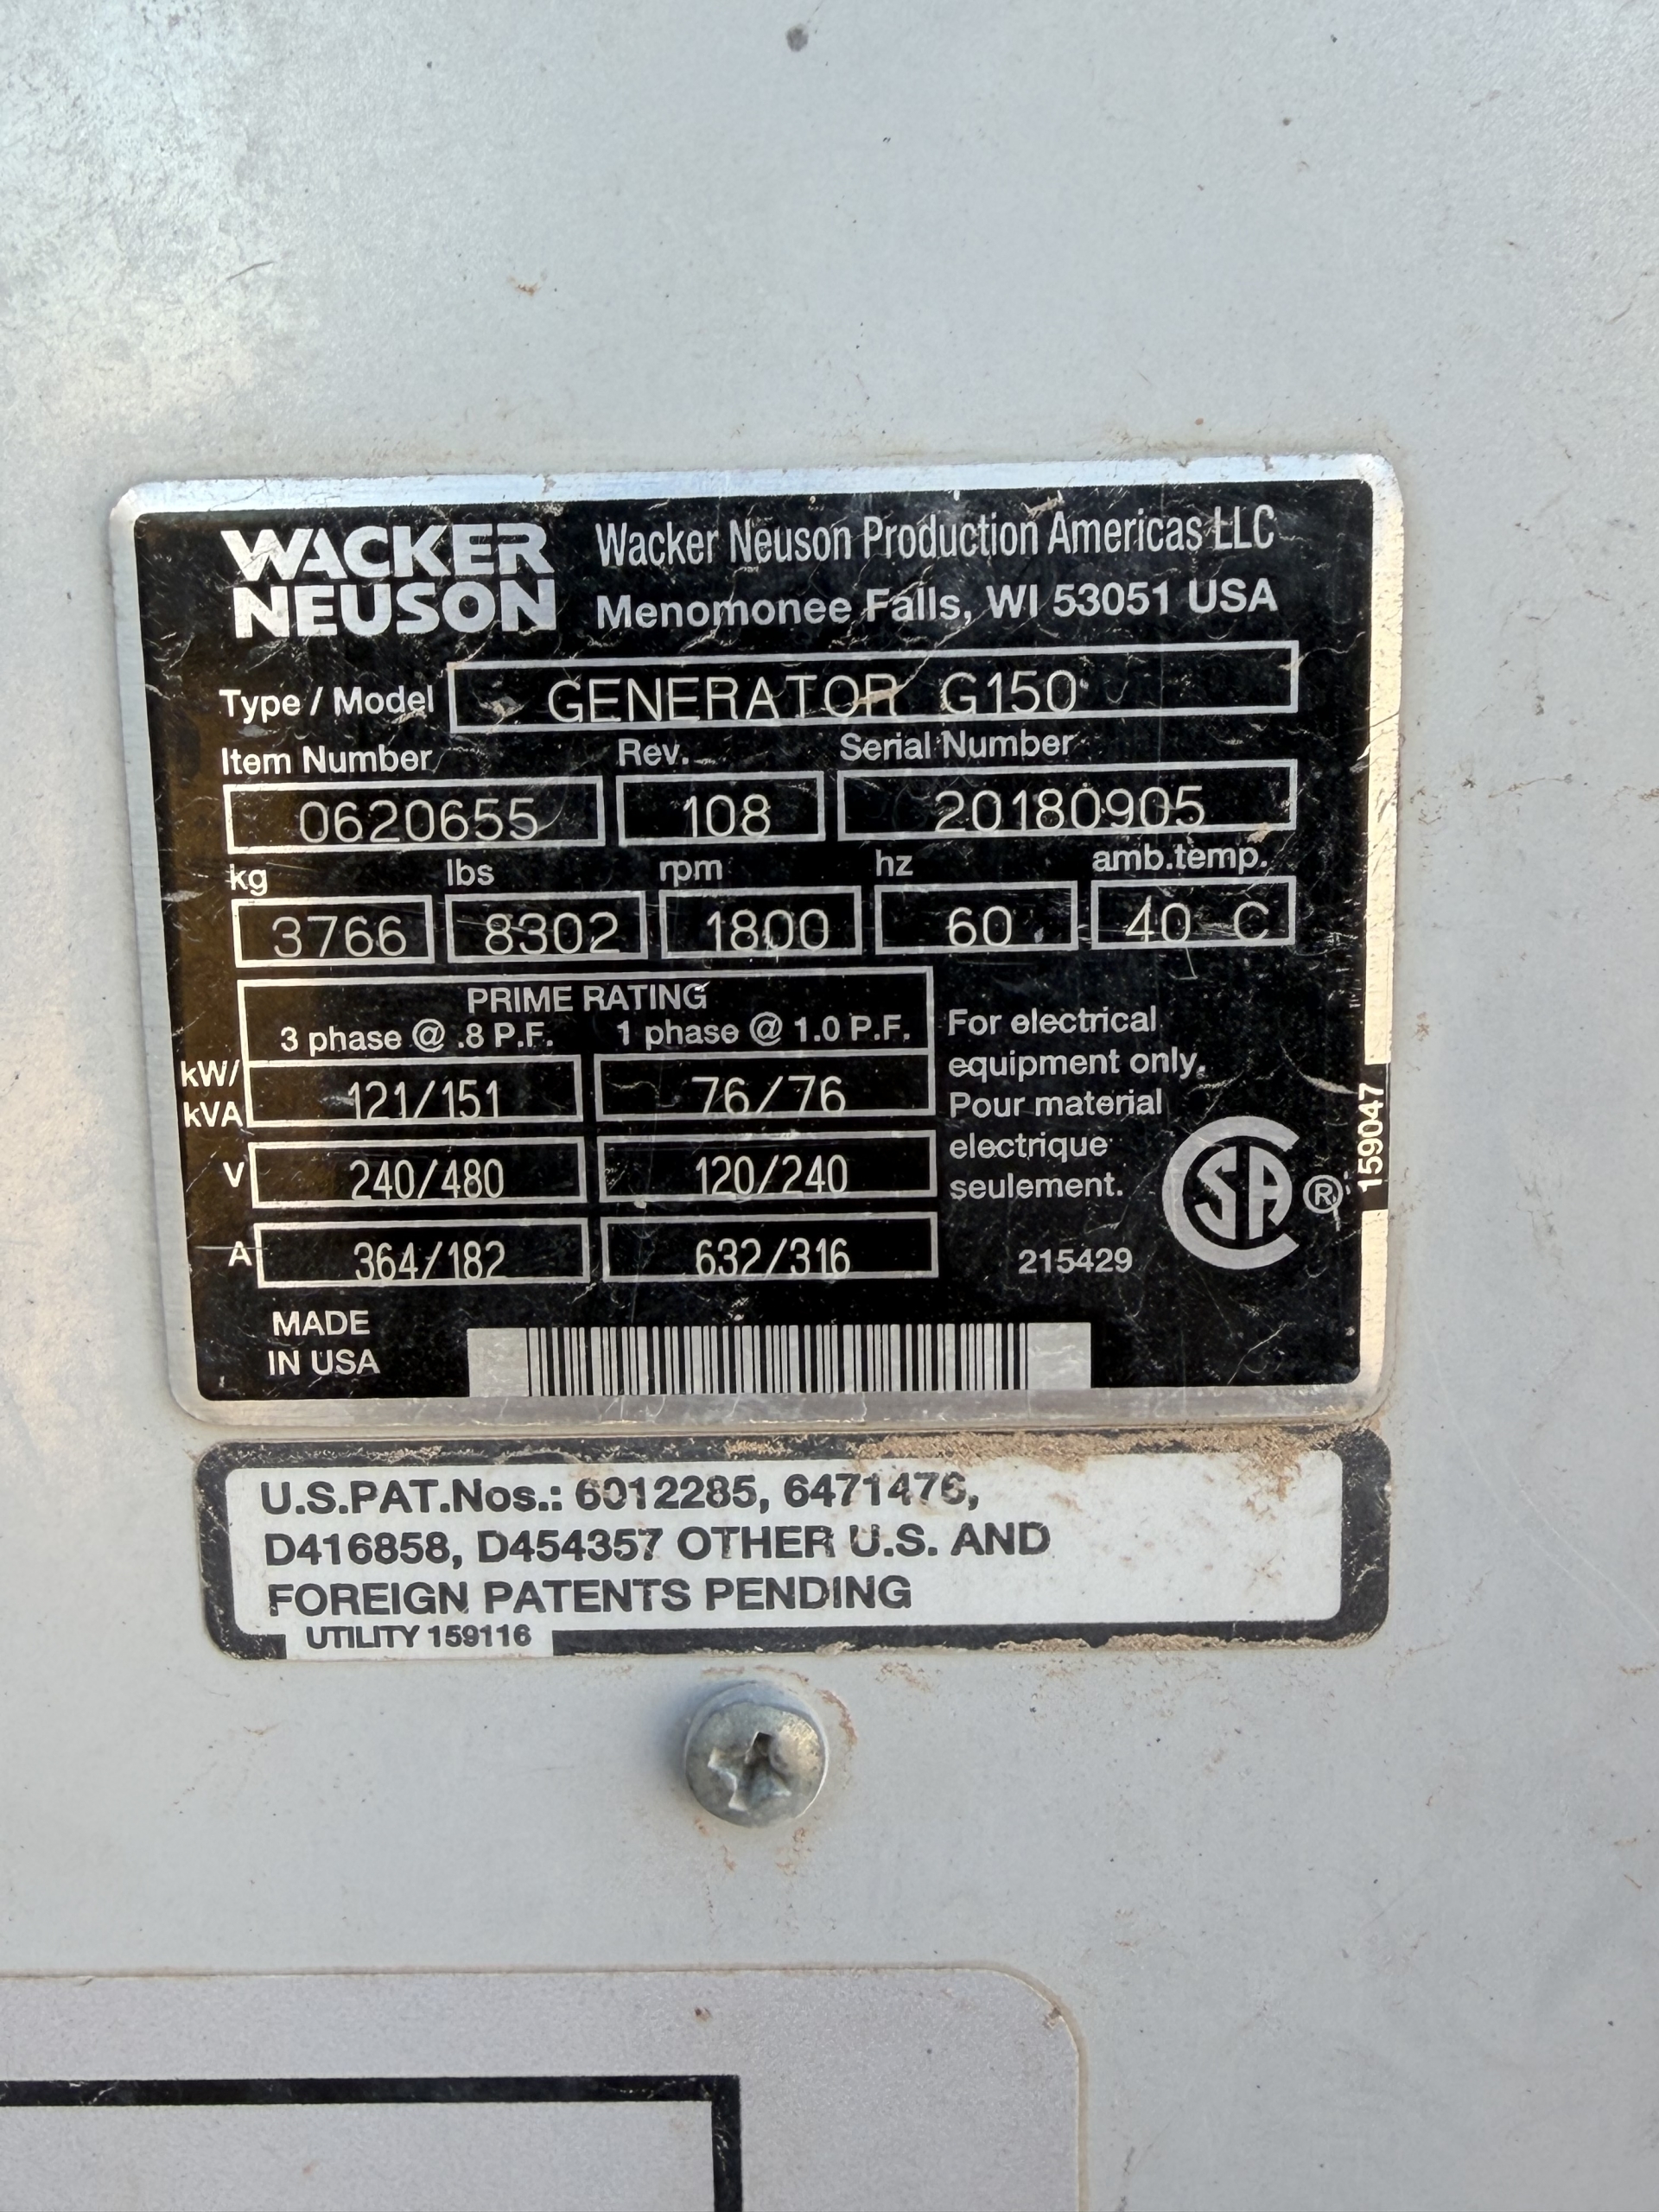 WACKER
NEUSON
Wacker Neuson Production Americas LLC
Menomonee Falls, WI 53051 USA
Type / Model GENERATOR G150
Item Number Rev. Serial Number
0620655 108 20180905
kg lbs rpm hz amb.temp.
3766 8302 1800 60 40 C
PRIME RATING
3 phase @ .8 P.F. 1 phase @ 1.0 P.F.
kW/
kVA 121/151 76/76
V 240/480 120/240
A 364/182 632/316
For electrical
equipment only.
Pour material
electrique
seulement.
215429
SA ®
159047
MADE
IN USA
U.S.PAT.Nos.: 6012285, 6471476,
D416858, D454357 OTHER U.S. AND
FOREIGN PATENTS PENDING
UTILITY 159116